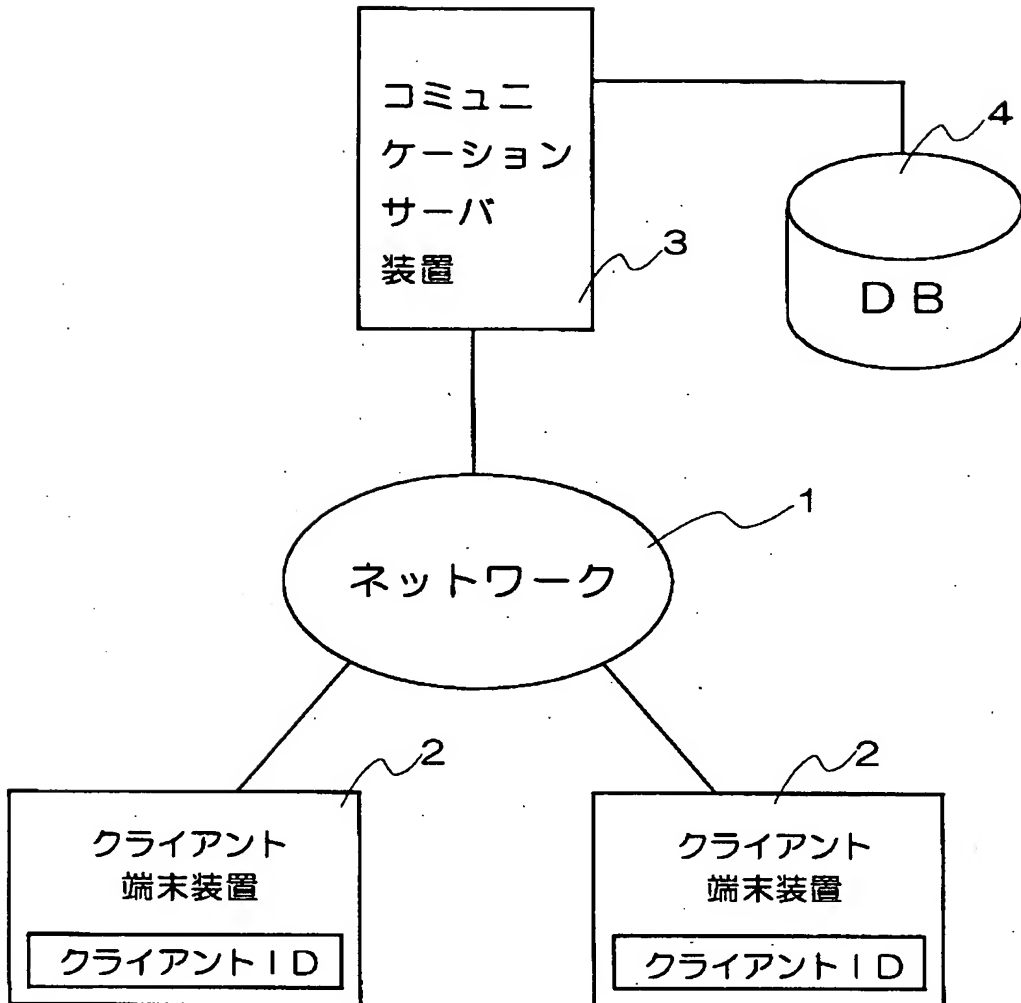 コミュニ
ケーション
サーバ
装置
3
4
DB
1
ネットワーク
2
クライアント
端末装置
クライアントID
2
クライアント
端末装置
クライアントID